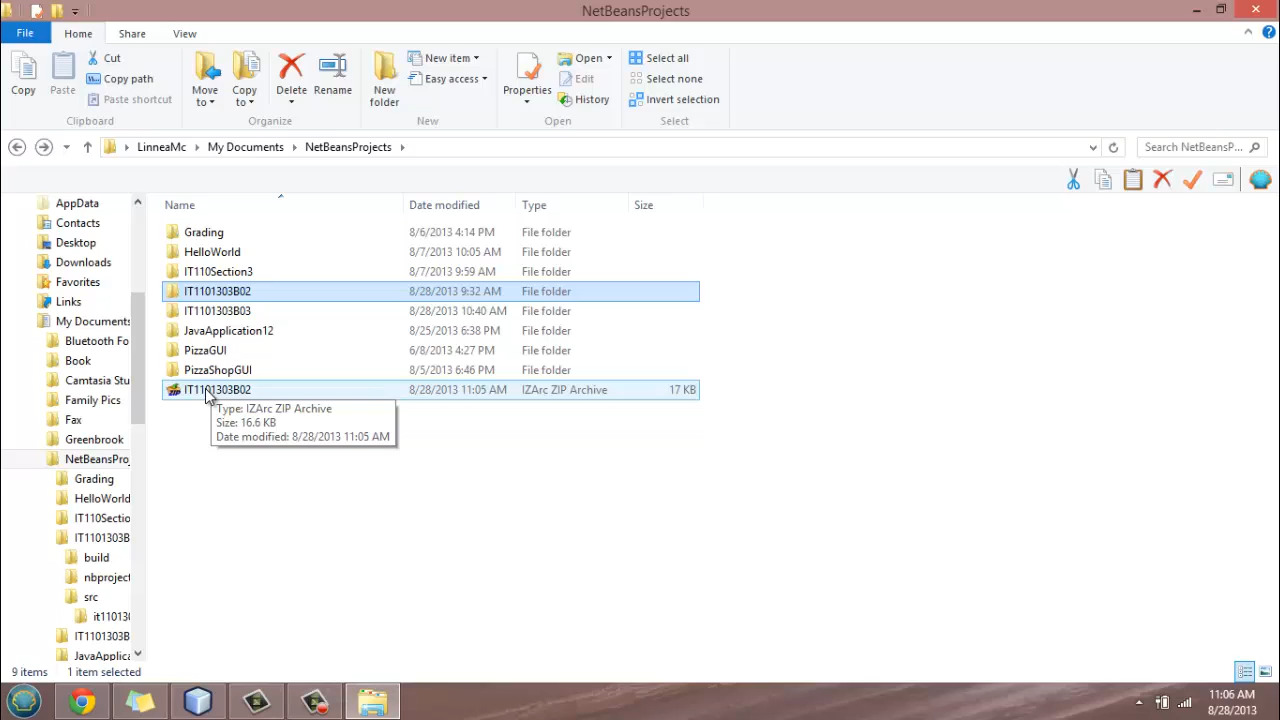 NetBeansProjects
File Home Share View
Copy
Paste
Cut
Copy path
Paste shortcut
Clipboard
Move to
Copy to
Delete
Rename
Organize
New folder
New item
Easy access
New
Properties
Open
Edit
History
Open
Select all
Select none
Invert selection
Select
LinneaMc My Documents NetBeansProjects
Search NetBeansP...
AppData
Contacts
Desktop
Downloads
Favorites
Links
My Documents
Bluetooth Fo
Book
Camtasia Stu
Family Pics
Fax
Greenbrook
NetBeansPro
Grading
HelloWorld
IT110Sectio
IT1101303B
build
nbproject
src
it11013
IT1101303B
JavaApplica
Name Date modified Type Size
Grading 8/6/2013 4:14 PM File folder
HelloWorld 8/7/2013 10:05 AM File folder
IT110Section3 8/7/2013 9:59 AM File folder
IT1101303B02 8/28/2013 9:32 AM File folder
IT1101303B03 8/28/2013 10:40 AM File folder
JavaApplication12 8/25/2013 6:38 PM File folder
PizzaGUI 6/8/2013 4:27 PM File folder
PizzaShopGUI 8/5/2013 6:46 PM File folder
IT1101303B02 8/28/2013 11:05 AM IZArc ZIP Archive 17 KB
Type: IZArc ZIP Archive
Size: 16.6 KB
Date modified: 8/28/2013 11:05 AM
9 items 1 item selected
11:06 AM
8/28/2013